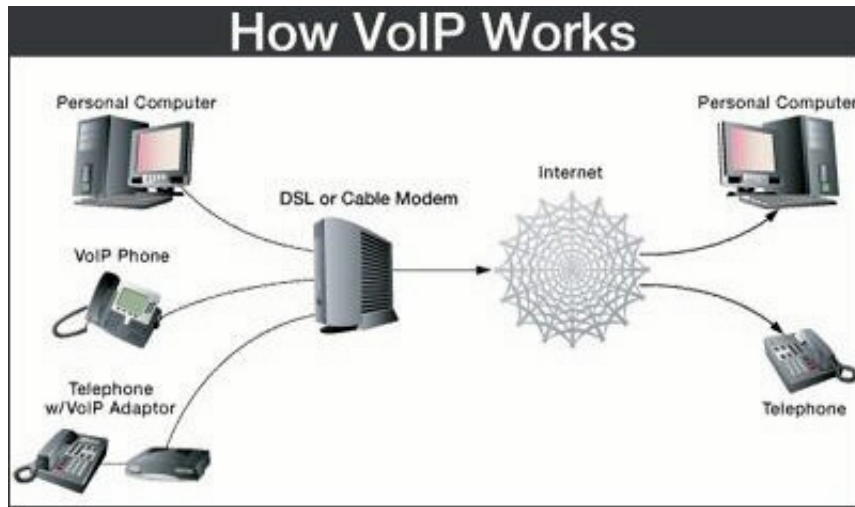 How VoIP Works
Personal Computer
Personal Computer
Internet
DSL or Cable Modem
VoIP Phone
Telephone
w/VoIP Adaptor
Telephone